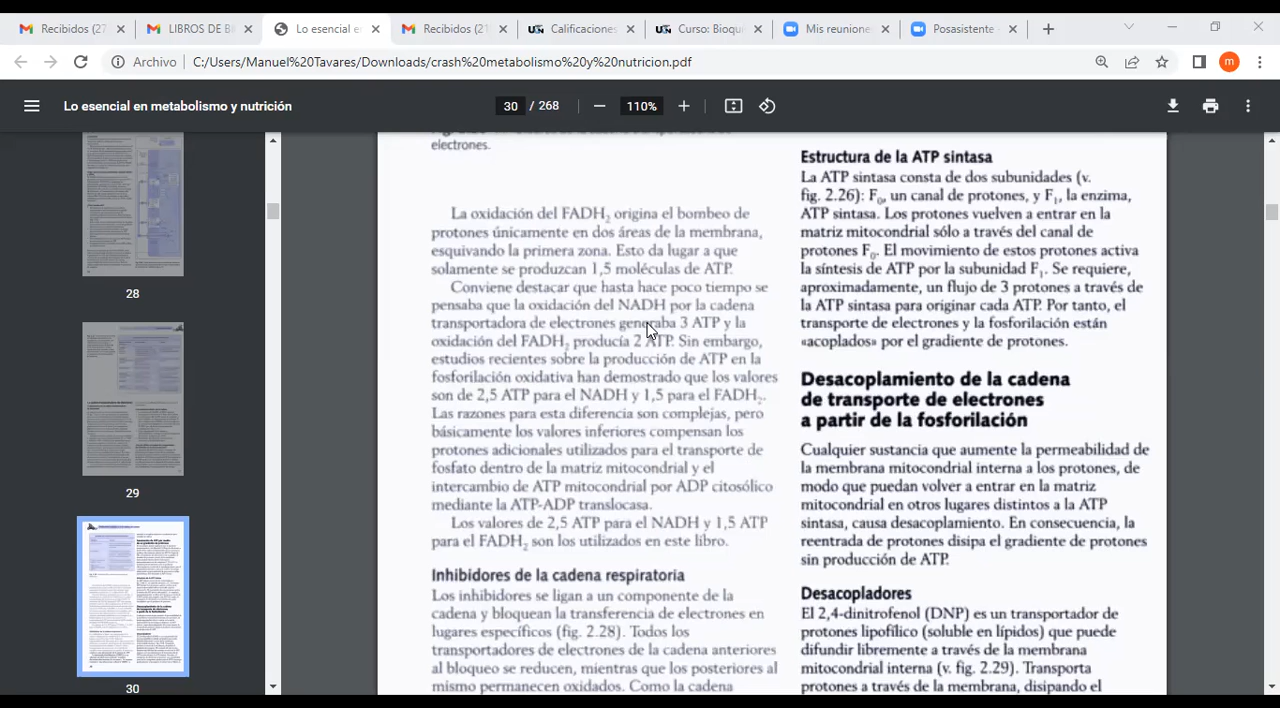 Recibidos (27
LIBROS DE B
Lo esencial e
Recibidos (21
UT Calificaciones
UT Curso: Bioqu
Mis reunione
Posasistente
Archivo
C:/Users/Manuel%20Tavares/Downloads/crash%20metabolismo%20y%20nutricion.pdf
m
Lo esencial en metabolismo y nutrición
30 / 268
110%
28
29
30
electrones.
La oxidación del FADH₂ origina el bombeo de
protones únicamente en dos áreas de la membrana,
esquivando la primera zona. Esto da lugar a que
solamente se produzcan 1,5 moléculas de ATP.
Conviene destacar que hasta hace poco tiempo se
pensaba que la oxidación del NADH por la cadena
transportadora de electrones generaba 3 ATP y la
oxidación del FADH₂ producía 2 ATP. Sin embargo,
estudios recientes sobre la producción de ATP en la
fosforilación oxidativa han demostrado que los valores
son de 2,5 ATP para el NADH y 1,5 para el FADH₂.
Las razones para esta diferencia son complejas, pero
básicamente los valores inferiores compensan los
protones adicionales utilizados para el transporte de
fosfato dentro de la matriz mitocondrial y el
intercambio de ATP mitocondrial por ADP citosólico
mediante la ATP-ADP translocasa.
Los valores de 2,5 ATP para el NADH y 1,5 ATP
para el FADH₂ son los utilizados en este libro.
Inhibidores de la cadena respiratoria
Los inhibidores se unen a un componente de la
cadena y bloquean la transferencia de electrones en
lugares específicos (fig. 2.28). Todos los
transportadores de electrones de la cadena anteriores
al bloqueo se reducen, mientras que los posteriores al
mismo permanecen oxidados. Como la cadena
Estructura de la ATP sintasa
La ATP sintasa consta de dos subunidades (v.
fig. 2.26): F₀, un canal de protones, y F₁, la enzima,
ATP sintasa. Los protones vuelven a entrar en la
matriz mitocondrial sólo a través del canal de
protones F₀. El movimiento de estos protones activa
la síntesis de ATP por la subunidad F₁. Se requiere,
aproximadamente, un flujo de 3 protones a través de
la ATP sintasa para originar cada ATP. Por tanto, el
transporte de electrones y la fosforilación están
«acoplados» por el gradiente de protones.
Desacoplamiento de la cadena
de transporte de electrones
a partir de la fosforilación
Cualquier sustancia que aumente la permeabilidad de
la membrana mitocondrial interna a los protones, de
modo que puedan volver a entrar en la matriz
mitocondrial en otros lugares distintos a la ATP
sintasa, causa desacoplamiento. En consecuencia, la
reentrada de protones disipa el gradiente de protones
sin producción de ATP.
Desacopladores
El 2,4-dinitrofenol (DNP), es un transportador de
protones lipofílico (soluble en lípidos) que puede
difundir libremente a través de la membrana
mitocondrial interna (v. fig. 2.29). Transporta
protones a través de la membrana, disipando el